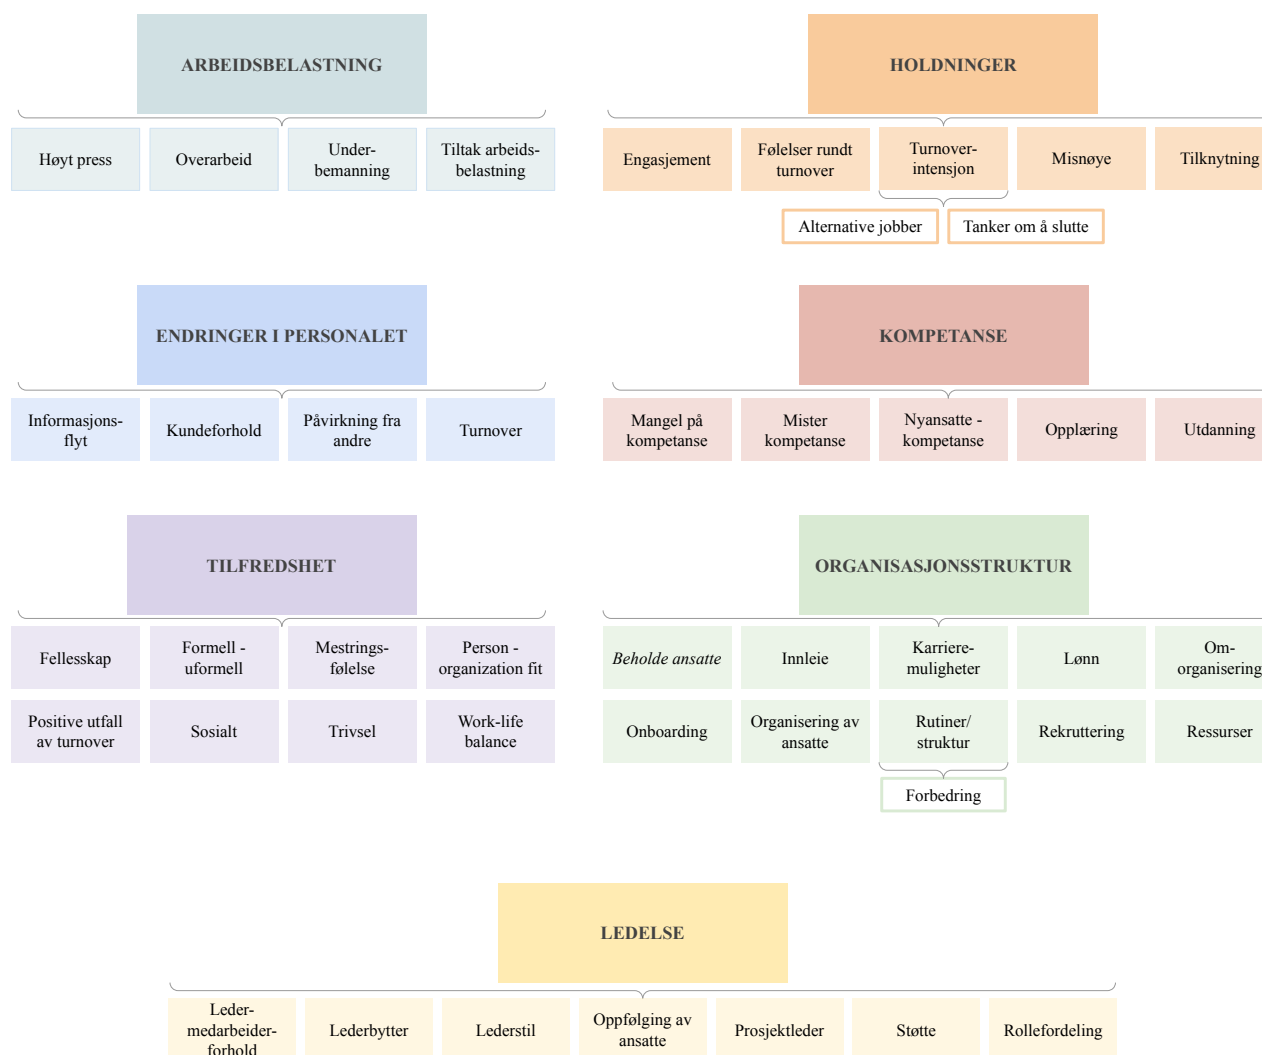 ARBEIDSBELASTNING
Høyt press
Overarbeid
Under-
bemanning
Tiltak arbeids-
belastning
HOLDNINGER
Engasjement
Følelser rundt
turnover
Turnover-
intensjon
Misnøye
Tilknytning
Alternative jobber
Tanker om å slutte
ENDRINGER I PERSONALET
Informasjons-
flyt
Kundeforhold
Påvirkning fra
andre
Turnover
KOMPETANSE
Mangel på
kompetanse
Mister
kompetanse
Nyansatte -
kompetanse
Opplæring
Utdanning
TILFREDSHET
Fellesskap
Formell -
uformell
Mestrings-
følelse
Person -
organization fit
Positive utfall
av turnover
Sosialt
Trivsel
Work-life
balance
ORGANISASJONSSTRUKTUR
Beholde ansatte
Innleie
Karriere-
muligheter
Lønn
Om-
organisering
Onboarding
Organisering av
ansatte
Rutiner/
struktur
Rekruttering
Ressurser
Forbedring
LEDELSE
Leder-
medarbeider-
forhold
Lederbytter
Lederstil
Oppfølging av
ansatte
Prosjektleder
Støtte
Rollefordeling